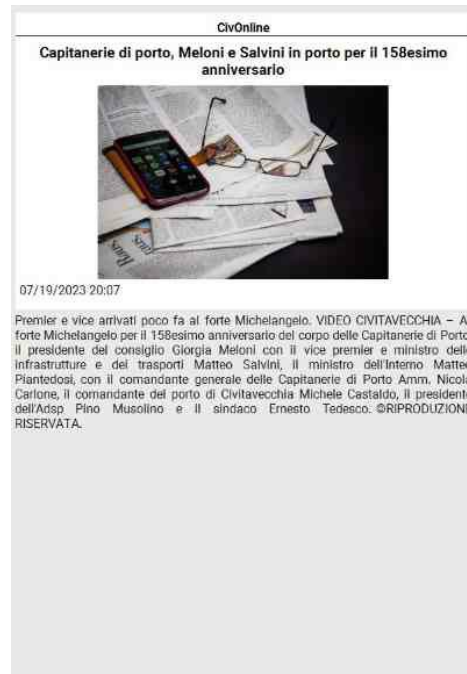 CivOnline
Capitanerie di porto, Meloni e Salvini in porto per il 158esimo
anniversario
07/19/2023 20:07
Premier e vice arrivati poco fa al forte Michelangelo. VIDEO CIVITAVECCHIA – A
forte Michelangelo per il 158esimo anniversario del corpo delle Capitanerie di Porto
il presidente del consiglio Giorgia Meloni con il vice premier e ministro dell
infrastrutture e dei trasporti Matteo Salvini, il ministro dell'Interno Matteo
Piantedosi, con il comandante generale delle Capitanerie di Porto Amm. Nicola
Carlone, il comandante del porto di Civitavecchia Michele Castaldo, il president
dell'Adsp Pino Musolino e il sindaco Ernesto Tedesco. ©RIPRODUZIONE
RISERVATA.